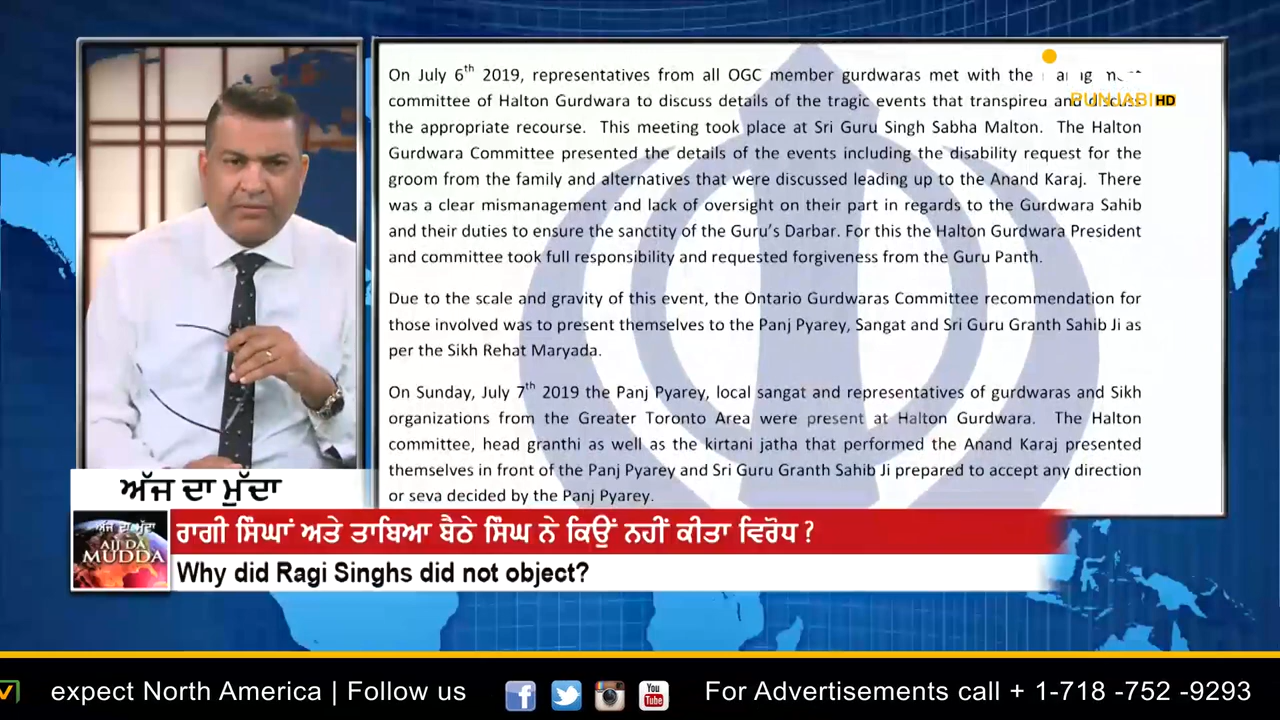 On July 6th 2019, representatives from all OGC member gurdwaras met with the
committee of Halton Gurdwara to discuss details of the tragic events that transpired and discuss
the appropriate recourse. This meeting took place at Sri Guru Singh Sabha Malton. The Halton
Gurdwara Committee presented the details of the events including the disability request for the
groom from the family and alternatives that were discussed leading up to the Anand Karaj. There
was a clear mismanagement and lack of oversight on their part in regards to the Gurdwara Sahib
and their duties to ensure the sanctity of the Guru's Darbar. For this the Halton Gurdwara President
and committee took full responsibility and requested forgiveness from the Guru Panth.
Due to the scale and gravity of this event, the Ontario Gurdwaras Committee recommendation for
those involved was to present themselves to the Panj Pyarey, Sangat and Sri Guru Granth Sahib Ji as
per the Sikh Rehat Maryada.
On Sunday, July 7th 2019 the Panj Pyarey, local sangat and representatives of gurdwaras and Sikh
organizations from the Greater Toronto Area were present at Halton Gurdwara. The Halton
committee, head granthi as well as the kirtani jatha that performed the Anand Karaj presented
themselves in front of the Panj Pyarey and Sri Guru Granth Sahib Ji prepared to accept any direction
or seva decided by the Panj Pyarey.
PUNJABI HD
ਅੱਜ ਦਾ ਮੁੱਦਾ
ਅੱਜ ਦਾ ਮੁੱਦਾ
AJJ DA
MUDDA
ਰਾਗੀ ਸਿੰਘਾਂ ਅਤੇ ਤਾਬਿਆ ਬੈਠੇ ਸਿੰਘ ਨੇ ਕਿਉਂ ਨਹੀਂ ਕੀਤਾ ਵਿਰੋਧ ?
Why did Ragi Singhs did not object?
expect North America | Follow us
You
Tube
For Advertisements call + 1-718 -752 -9293